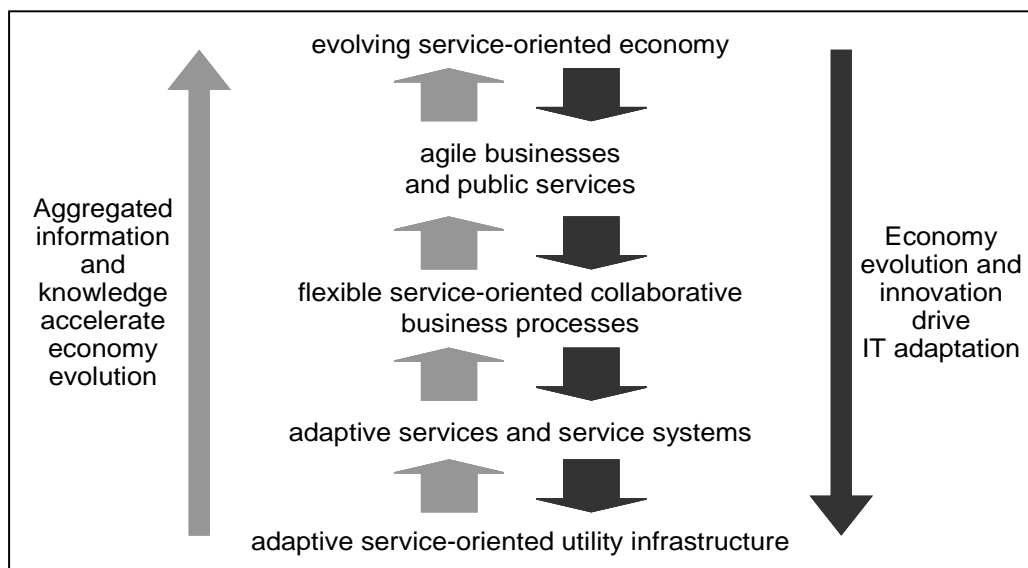 evolving service-oriented economy
agile businesses
and public services
Aggregated
information
and
knowledge
accelerate
economy
evolution
flexible service-oriented collaborative
business processes
Economy
evolution and
innovation
drive
IT adaptation
adaptive services and service systems
adaptive service-oriented utility infrastructure